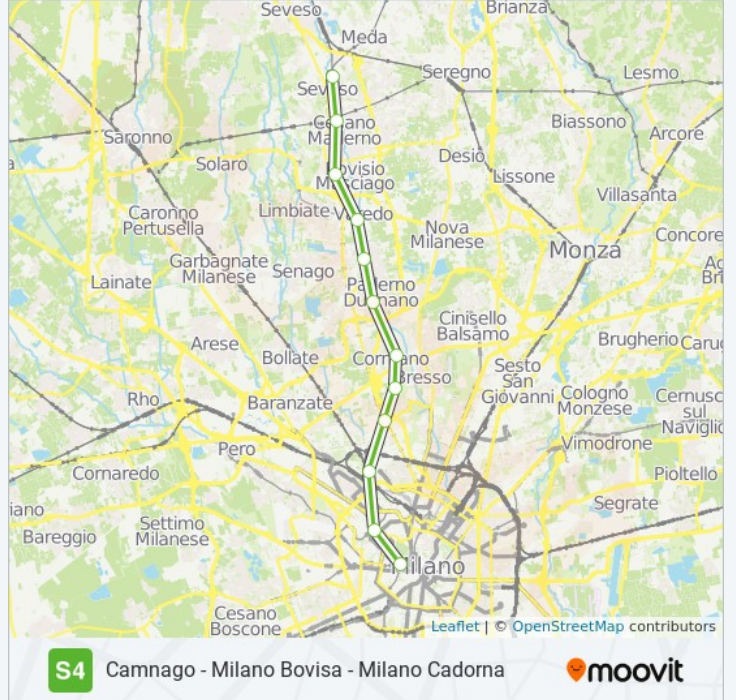 Seveso
Brianza
Meda
Seveso
Seregno
Lesmo
Cesano
Maderno
Biassono
Arcore
Saronno
Solaro
Desio
Bovisio
Masciago
Lissone
Villasanta
Caronno
Pertusella
Limbiate
Varedo
Nova
Milanese
Concore
Monza
Garbagnate
Milanese
Senago
Lainate
Paderno
Dugnano
Cinisello
Balsamo
Arese
Bollate
Cormano
Brugherio
Caru
Bresso
Sesto
San
Giovanni
Rho
Baranzate
Cologno
Monzese
Cernusc
sul
Naviglio
Pero
Vimodrone
Cornaredo
Pioltello
Segrate
Settimo
Milanese
Bareggio
Milano
Cesano
Boscone
Leaflet | © OpenStreetMap contributors
S4 Camnago - Milano Bovisa - Milano Cadorna moovit